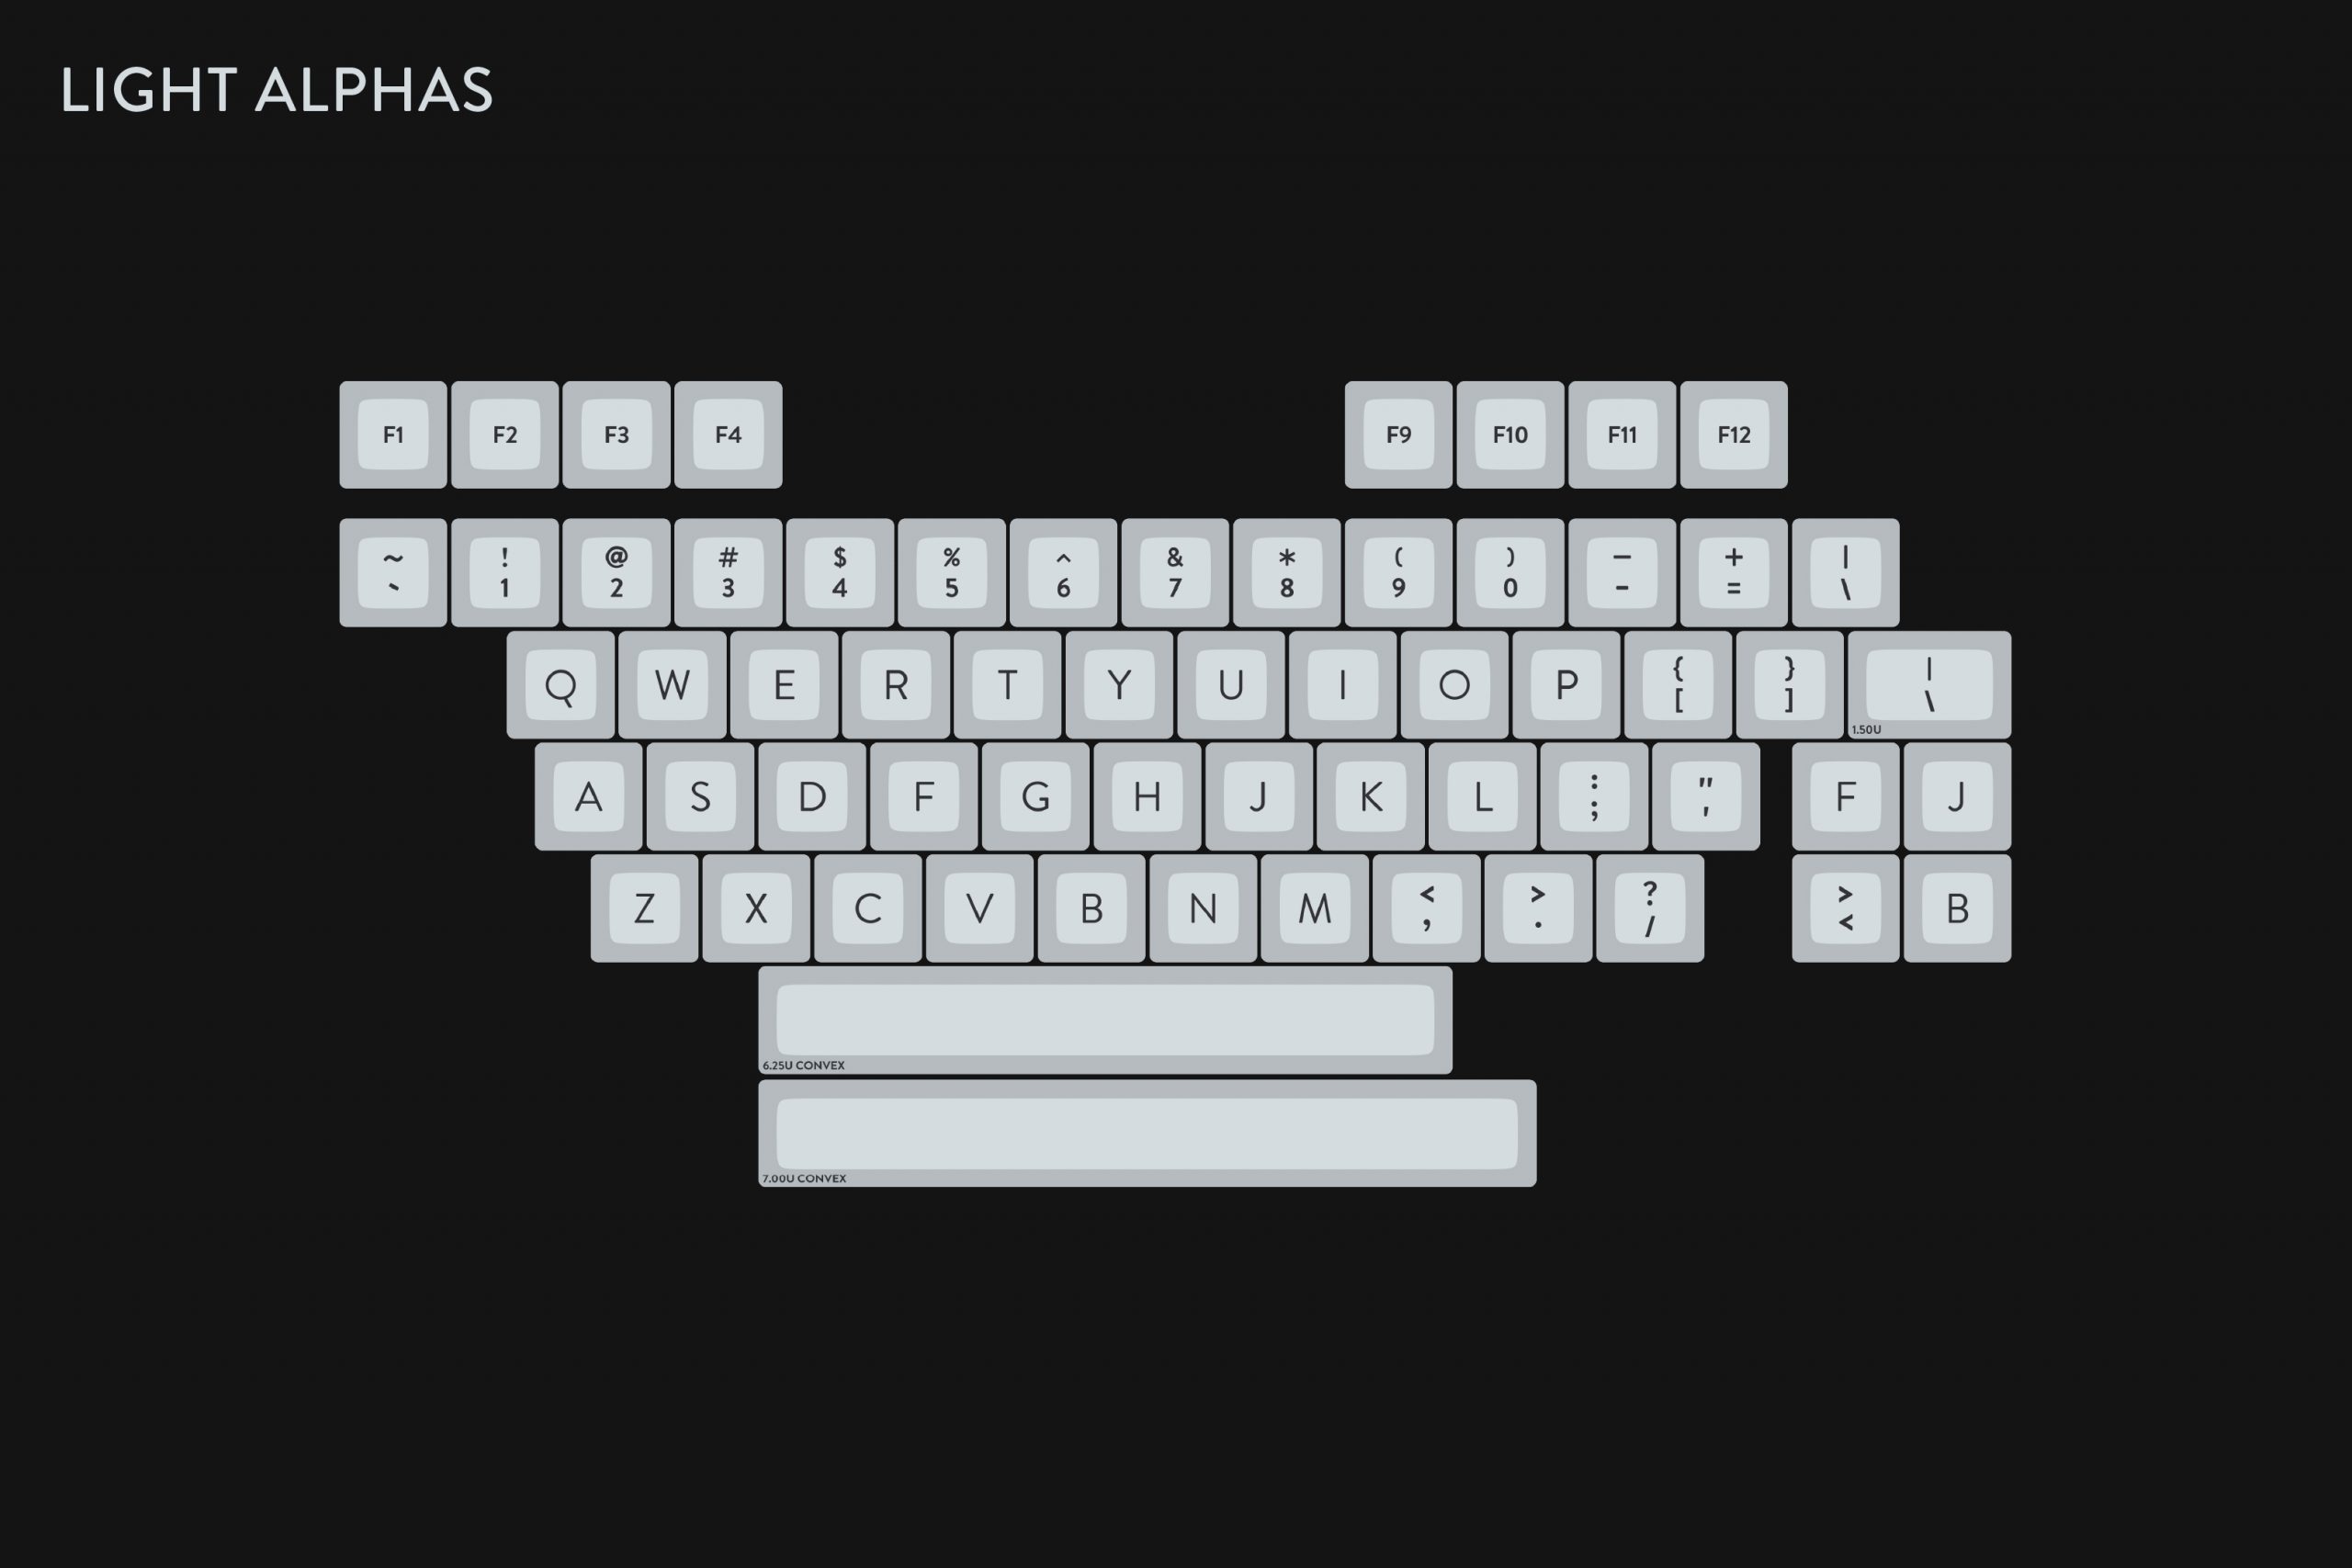 LIGHT ALPHAS
F1 F2 F3 F4 F9 F10 F11 F12
~ ! @ # $ % ^ & * ( ) — + |
` 1 2 3 4 5 6 7 8 9 0 - = \
Q W E R T Y U I O P { } |
[ ] \
1.50U
A S D F G H J K L : " F J
; '
Z X C V B N M < > ? > B
, . / <
6.25U CONVEX
7.00U CONVEX